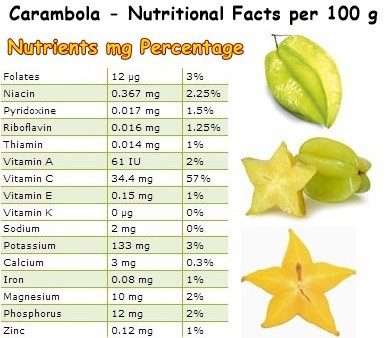 Carambola - Nutritional Facts per 100 g
Nutrients mg Percentage
Folates 12 µg 3%
Niacin 0.367 mg 2.25%
Pyridoxine 0.017 mg 1.5%
Riboflavin 0.016 mg 1.25%
Thiamin 0.014 mg 1%
Vitamin A 61 IU 2%
Vitamin C 34.4 mg 57%
Vitamin E 0.15 mg 1%
Vitamin K 0 µg 0%
Sodium 2 mg 0%
Potassium 133 mg 3%
Calcium 3 mg 0.3%
Iron 0.08 mg 1%
Magnesium 10 mg 2%
Phosphorus 12 mg 2%
Zinc 0.12 mg 1%